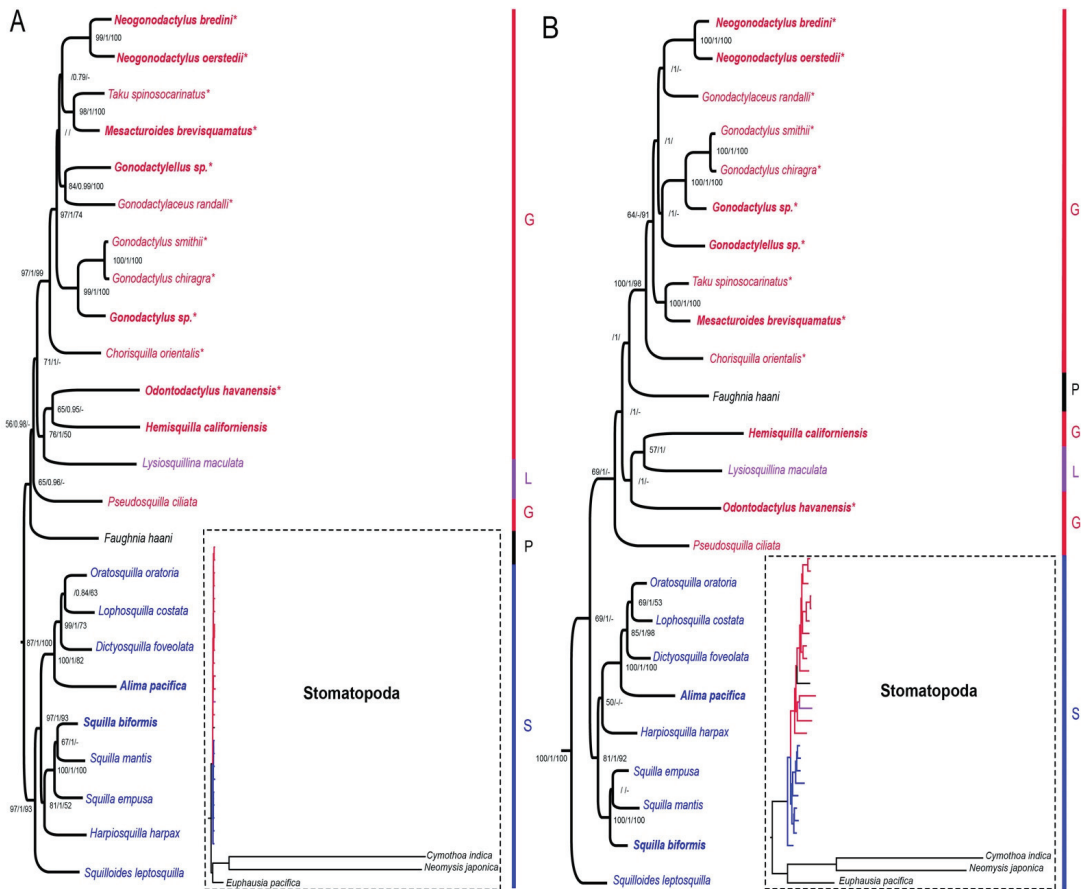 A
Neogonodactylus bredini*
99/1/100
Neogonodactylus oerstedii*
/0.79/-
Taku spinosocarinatus*
98/1/100
Mesacturoides brevisquamatus*
/ /
Gonodactylellus sp.*
84/0.99/100
Gonodactylaceus randalli*
97/1/74
Gonodactylus smithii*
100/1/100
Gonodactylus chiragra*
97/1/99
99/1/100
Gonodactylus sp.*
Chorisquilla orientalis*
71/1/-
Odontodactylus havanensis*
65/0.95/-
56/0.98/-
Hemisquilla californiensis
76/1/50
Lysiosquillina maculata
65/0.96/-
Pseudosquilla ciliata
Faughnia haani
Oratosquilla oratoria
/0.84/63
Lophosquilla costata
99/1/73
87/1/100
Dictyosquilla foveolata
100/1/82
Alima pacifica
97/1/93
Squilla biformis
67/1/-
Squilla mantis
100/1/100
Squilla empusa
81/1/52
97/1/93
Harpiosquilla harpax
Squilloides leptosquilla
G
L
G
P
S
Stomatopoda
Cymothoa indica
Neomysis japonica
Euphausia pacifica
B
Neogonodactylus bredini*
100/1/100
Neogonodactylus oerstedii*
/1/-
Gonodactylaceus randalli*
Gonodactylus smithii*
/1/
100/1/100
Gonodactylus chiragra*
100/1/100
Gonodactylus sp.*
64/-/91
/1/-
Gonodactylellus sp.*
100/1/98
Taku spinosocarinatus*
100/1/100
Mesacturoides brevisquamatus*
/1/
Chorisquilla orientalis*
Faughnia haani
/1/-
Hemisquilla californiensis
57/1/
69/1/-
Lysiosquillina maculata
/1/-
Odontodactylus havanensis*
Pseudosquilla ciliata
Oratosquilla oratoria
69/1/53
69/1/-
Lophosquilla costata
85/1/98
Dictyosquilla foveolata
100/1/100
Alima pacifica
50/-/-
Harpiosquilla harpax
100/1/100
81/1/92
Squilla empusa
/ /-
Squilla mantis
100/1/100
Squilla biformis
Squilloides leptosquilla
G
P
G
L
G
S
Stomatopoda
Cymothoa indica
Neomysis japonica
Euphausia pacifica